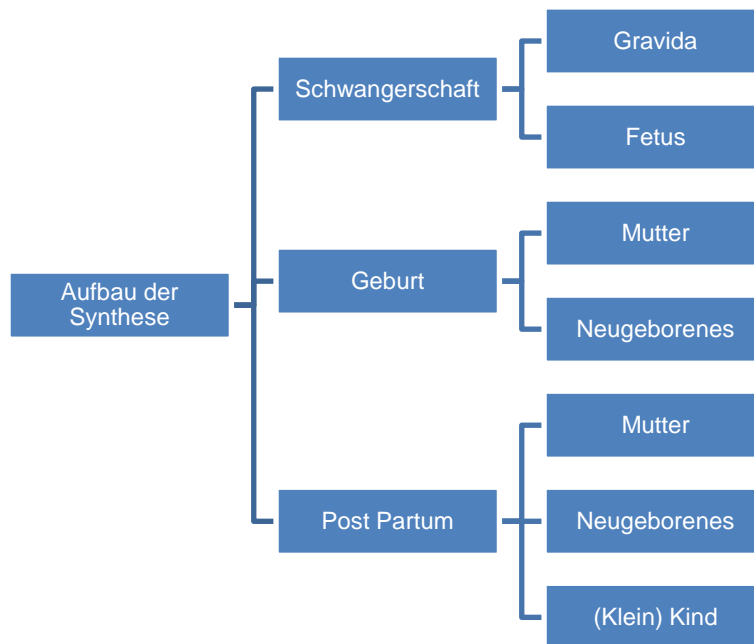 Gravida
Schwangerschaft
Fetus
Mutter
Aufbau der
Synthese
Geburt
Neugeborenes
Mutter
Post Partum
Neugeborenes
(Klein) Kind